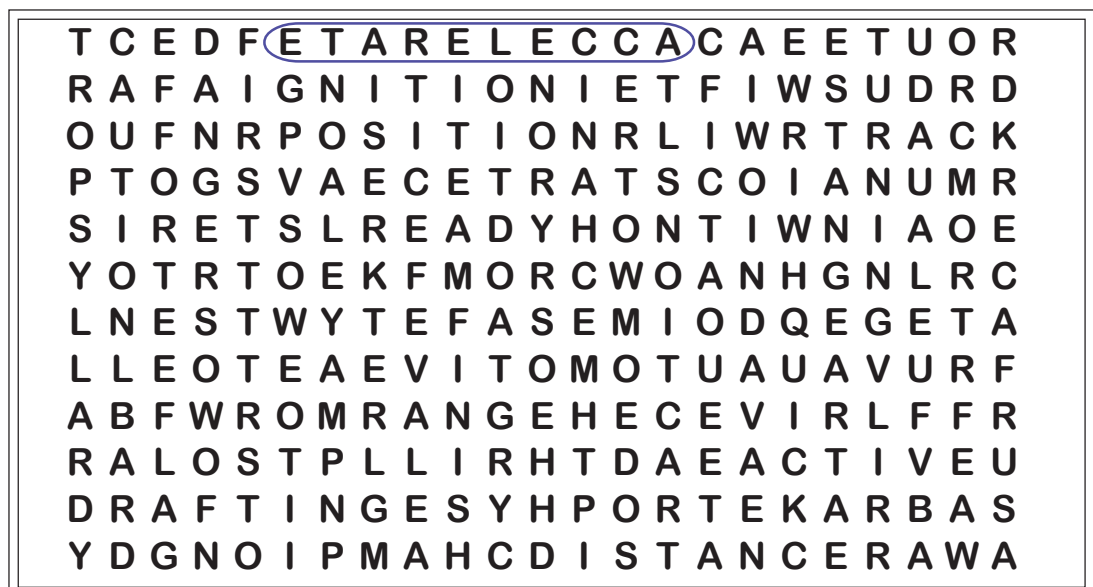 T C E D F E T A R E L E C C A C A E E T U O R
R A F A I G N I T I O N I E T F I W S U D R D
O U F N R P O S I T I O N R L I W R T R A C K
P T O G S V A E C E T R A T S C O I A N U M R
S I R E T S L R E A D Y H O N T I W N I A O E
Y O T R T O E K F M O R C W O A N H G N L R C
L N E S T W Y T E F A S E M I O D Q E G E T A
L L E O T E A E V I T O M O T U A U A V U R F
A B F W R O M R A N G E H E C E V I R L F F R
R A L O S T P L L I R H T D A E A C T I V E U
D R A F T I N G E S Y H P O R T E K A R B A S
Y D G N O I P M A H C D I S T A N C E R A W A